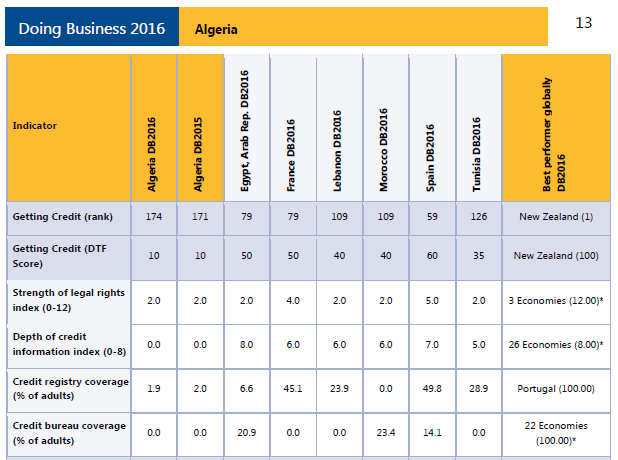 Doing Business 2016 Algeria 13
Indicator Algeria DB2016 Algeria DB2015 Egypt, Arab Rep. DB2016 France DB2016 Lebanon DB2016 Morocco DB2016 Spain DB2016 Tunisia DB2016 Best performer globally DB2016
Getting Credit (rank) 174 171 79 79 109 109 59 126 New Zealand (1)
Getting Credit (DTF
Score) 10 10 50 50 40 40 60 35 New Zealand (100)
Strength of legal rights
index (0-12) 2.0 2.0 2.0 4.0 2.0 2.0 5.0 2.0 3 Economies (12.00)*
Depth of credit
information index (0-8) 0.0 0.0 8.0 6.0 6.0 6.0 7.0 5.0 26 Economies (8.00)*
Credit registry coverage
(% of adults) 1.9 2.0 6.6 45.1 23.9 0.0 49.8 28.9 Portugal (100.00)
Credit bureau coverage
(% of adults) 0.0 0.0 20.9 0.0 0.0 23.4 14.1 0.0 22 Economies
(100.00)*